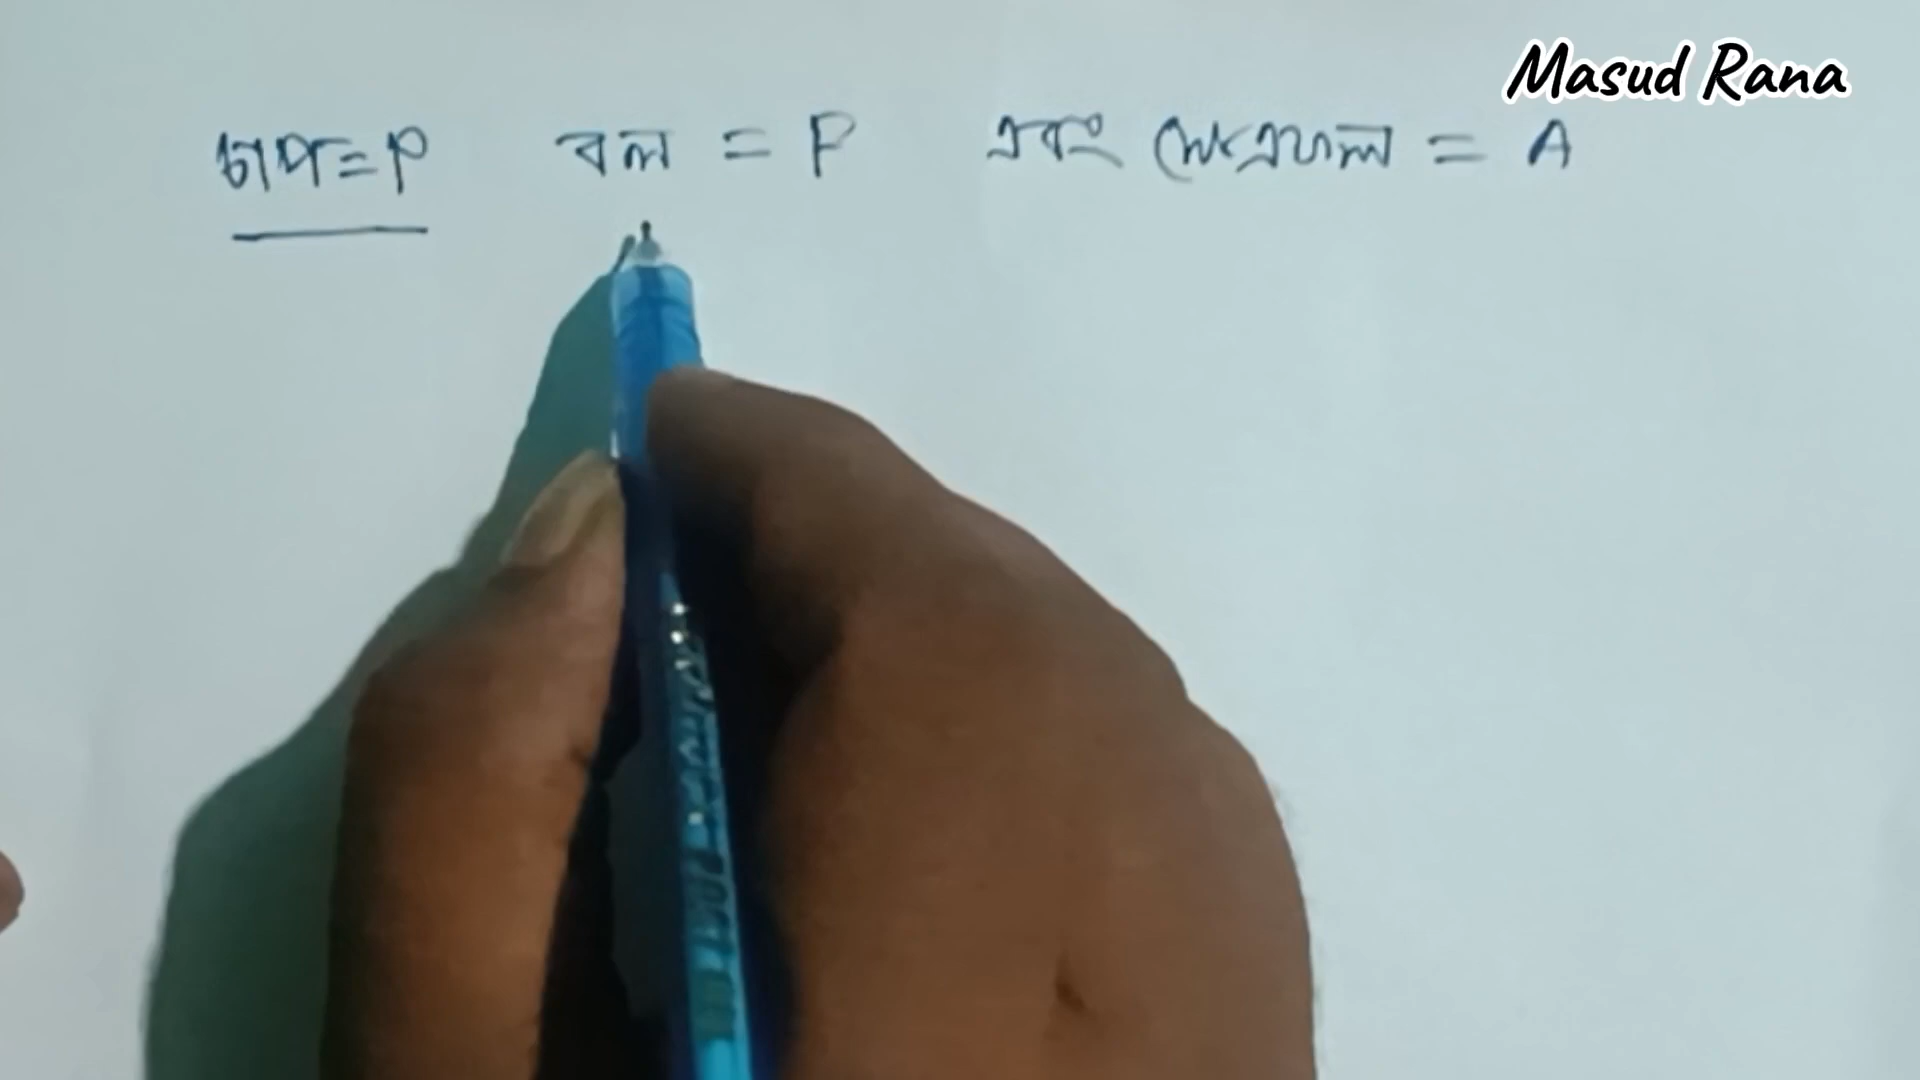 Masud Rana
চাপ=P বল = F এবং ক্ষেত্রফল = A